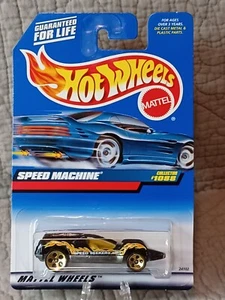 GUARANTEED
FOR LIFE
FOR AGES
OVER 3 YEARS.
DIE CAST METAL &
PLASTIC PARTS.
Hot Wheels
MATTEL
SPEED MACHINE
COLLECTOR
#1088
MATTEL WHEELS